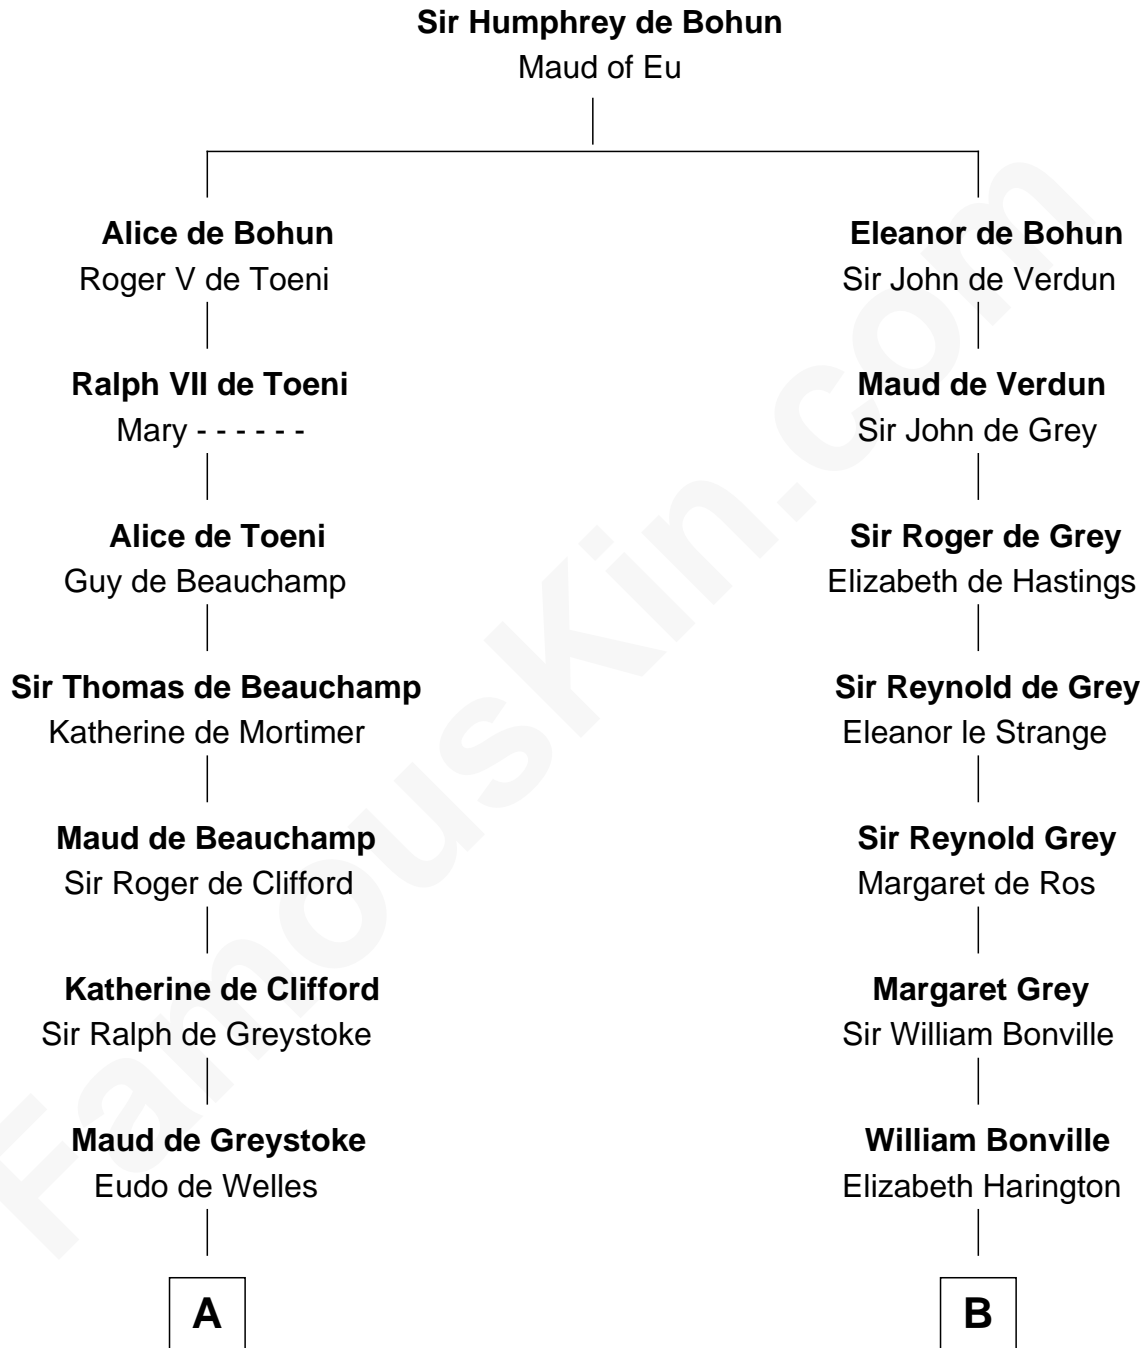 Sir Humphrey de Bohun
Maud of Eu
Alice de Bohun
Roger V de Toeni
Ralph VII de Toeni
Mary - - - - - -
Alice de Toeni
Guy de Beauchamp
Sir Thomas de Beauchamp
Katherine de Mortimer
Maud de Beauchamp
Sir Roger de Clifford
Katherine de Clifford
Sir Ralph de Greystoke
Maud de Greystoke
Eudo de Welles
A
Eleanor de Bohun
Sir John de Verdun
Maud de Verdun
Sir John de Grey
Sir Roger de Grey
Elizabeth de Hastings
Sir Reynold de Grey
Eleanor le Strange
Sir Reynold Grey
Margaret de Ros
Margaret Grey
Sir William Bonville
William Bonville
Elizabeth Harington
B
FamousKin.com